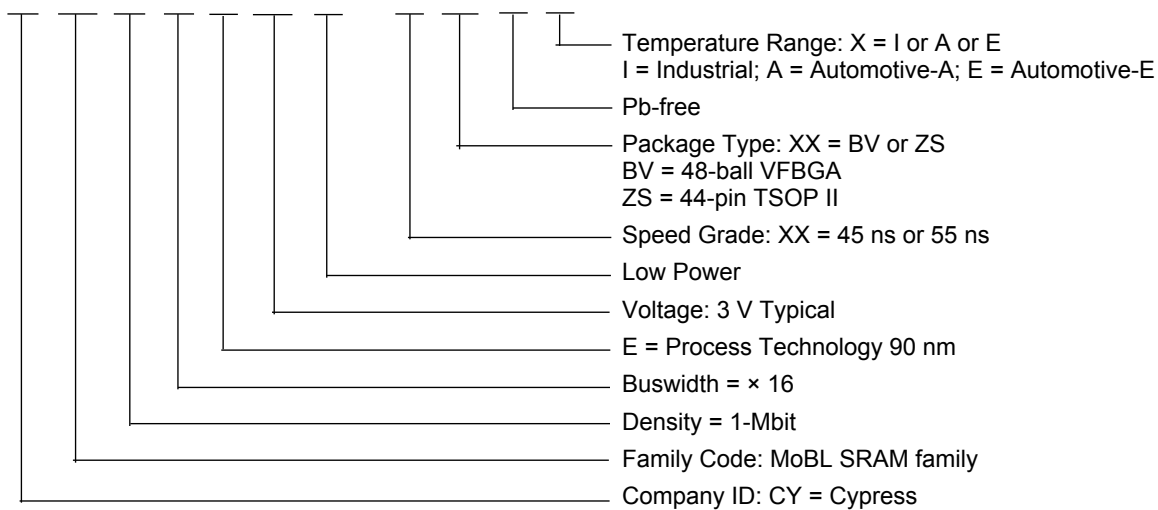 Temperature Range: X = I or A or E
I = Industrial; A = Automotive-A; E = Automotive-E
Pb-free
Package Type: XX = BV or ZS
BV = 48-ball VFBGA
ZS = 44-pin TSOP II
Speed Grade: XX = 45 ns or 55 ns
Low Power
Voltage: 3 V Typical
E = Process Technology 90 nm
Buswidth = × 16
Density = 1-Mbit
Family Code: MoBL SRAM family
Company ID: CY = Cypress